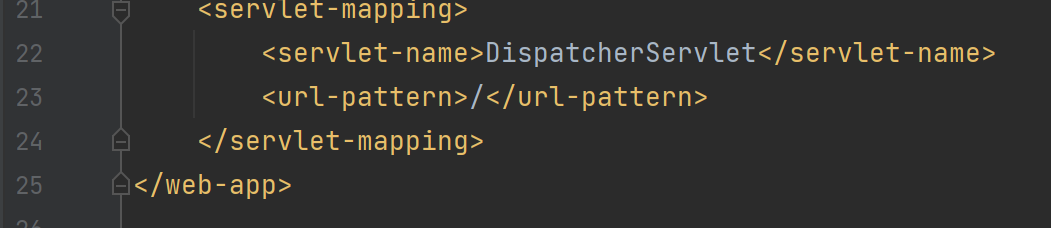 21 <servlet-mapping>
22 <servlet-name>DispatcherServlet</servlet-name>
23 <url-pattern>/</url-pattern>
24 </servlet-mapping>
25 </web-app>
26